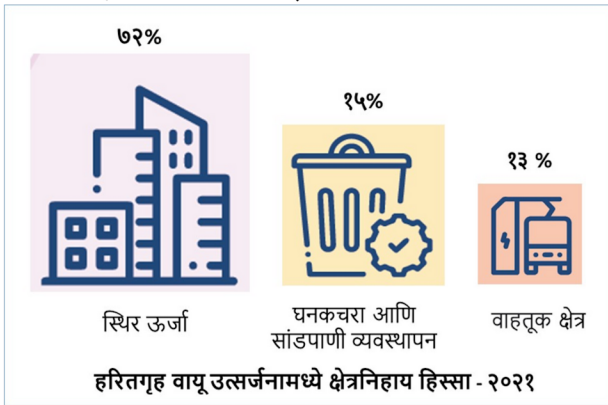 ७२%
१५%
१३ %
स्थिर ऊर्जा
घनकचरा आणि
सांडपाणी व्यवस्थापन
वाहतूक क्षेत्र
हरितगृह वायू उत्सर्जनामध्ये क्षेत्रनिहाय हिस्सा - २०२१